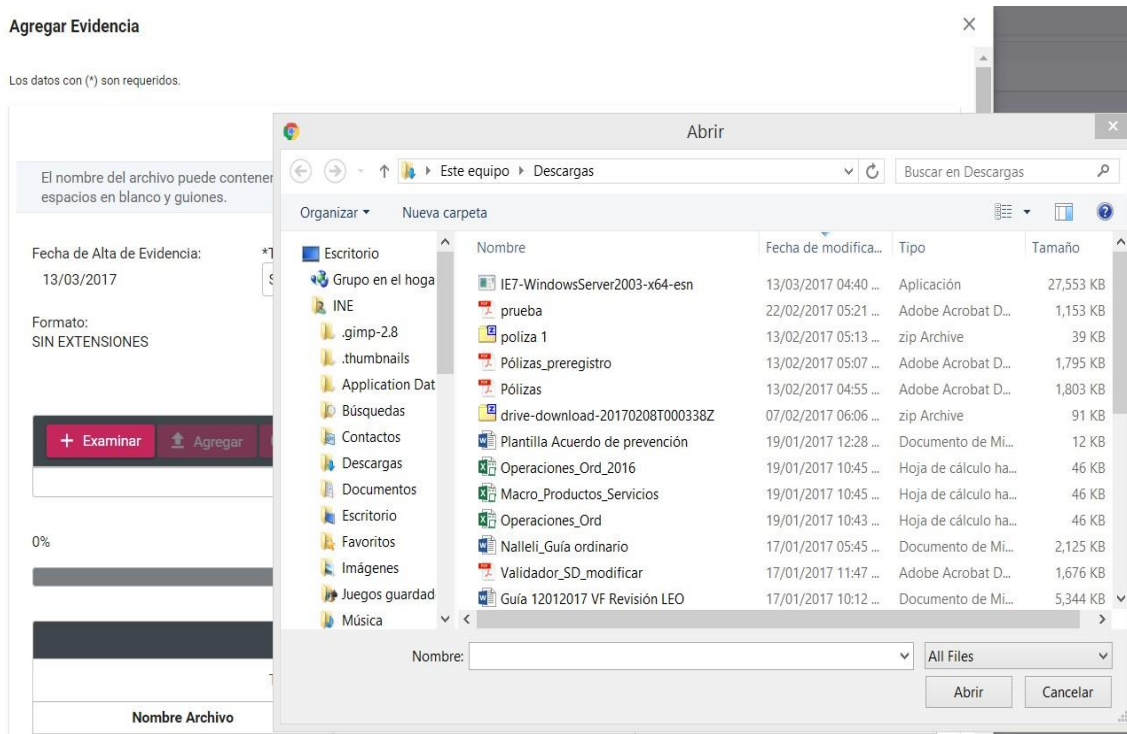 Agregar Evidencia
Los datos con (*) son requeridos.
El nombre del archivo puede contener
espacios en blanco y guiones.
Fecha de Alta de Evidencia:
13/03/2017
Formato:
SIN EXTENSIONES
+ Examinar Agregar
0%
Nombre Archivo
Abrir
Este equipo Descargas
Buscar en Descargas
Organizar Nueva carpeta
Escritorio
Grupo en el hoga
INE
.gimp-2.8
.thumbnails
Application Dat
Búsquedas
Contactos
Descargas
Documentos
Escritorio
Favoritos
Imágenes
Juegos guardad
Música
Nombre Fecha de modifica... Tipo Tamaño
IE7-WindowsServer2003-x64-esn 13/03/2017 04:40 ... Aplicación 27,553 KB
prueba 22/02/2017 05:21 ... Adobe Acrobat D... 1,153 KB
poliza 1 13/02/2017 05:13 ... zip Archive 39 KB
Pólizas_preregistro 13/02/2017 05:07 ... Adobe Acrobat D... 1,795 KB
Pólizas 13/02/2017 04:55 ... Adobe Acrobat D... 1,803 KB
drive-download-20170208T000338Z 07/02/2017 06:06 ... zip Archive 91 KB
Plantilla Acuerdo de prevención 19/01/2017 12:28 ... Documento de Mi... 12 KB
Operaciones_Ord_2016 19/01/2017 10:45 ... Hoja de cálculo ha... 46 KB
Macro_Productos_Servicios 19/01/2017 10:45 ... Hoja de cálculo ha... 46 KB
Operaciones_Ord 19/01/2017 10:43 ... Hoja de cálculo ha... 46 KB
Nalleli_Guía ordinario 17/01/2017 05:45 ... Documento de Mi... 2,125 KB
Validador_SD_modificar 17/01/2017 11:47 ... Adobe Acrobat D... 1,676 KB
Guía 12012017 VF Revisión LEO 17/01/2017 10:12 ... Documento de Mi... 5,344 KB
Nombre:
All Files
Abrir Cancelar